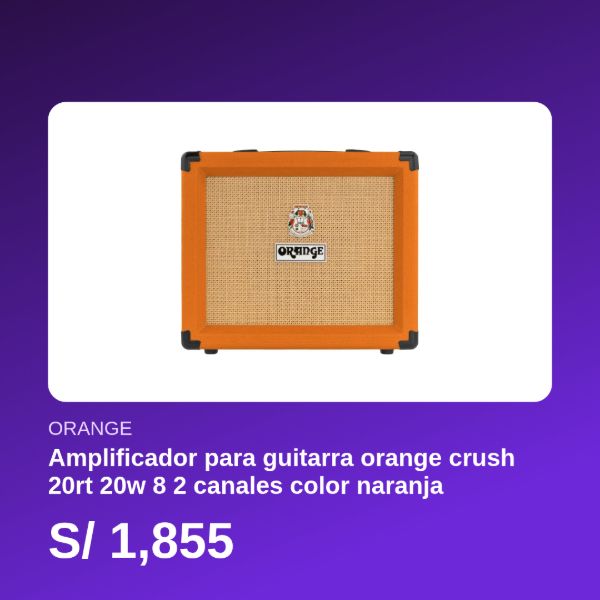 ORANGE
ORANGE
Amplificador para guitarra orange crush
20rt 20w 8 2 canales color naranja
S/ 1,855